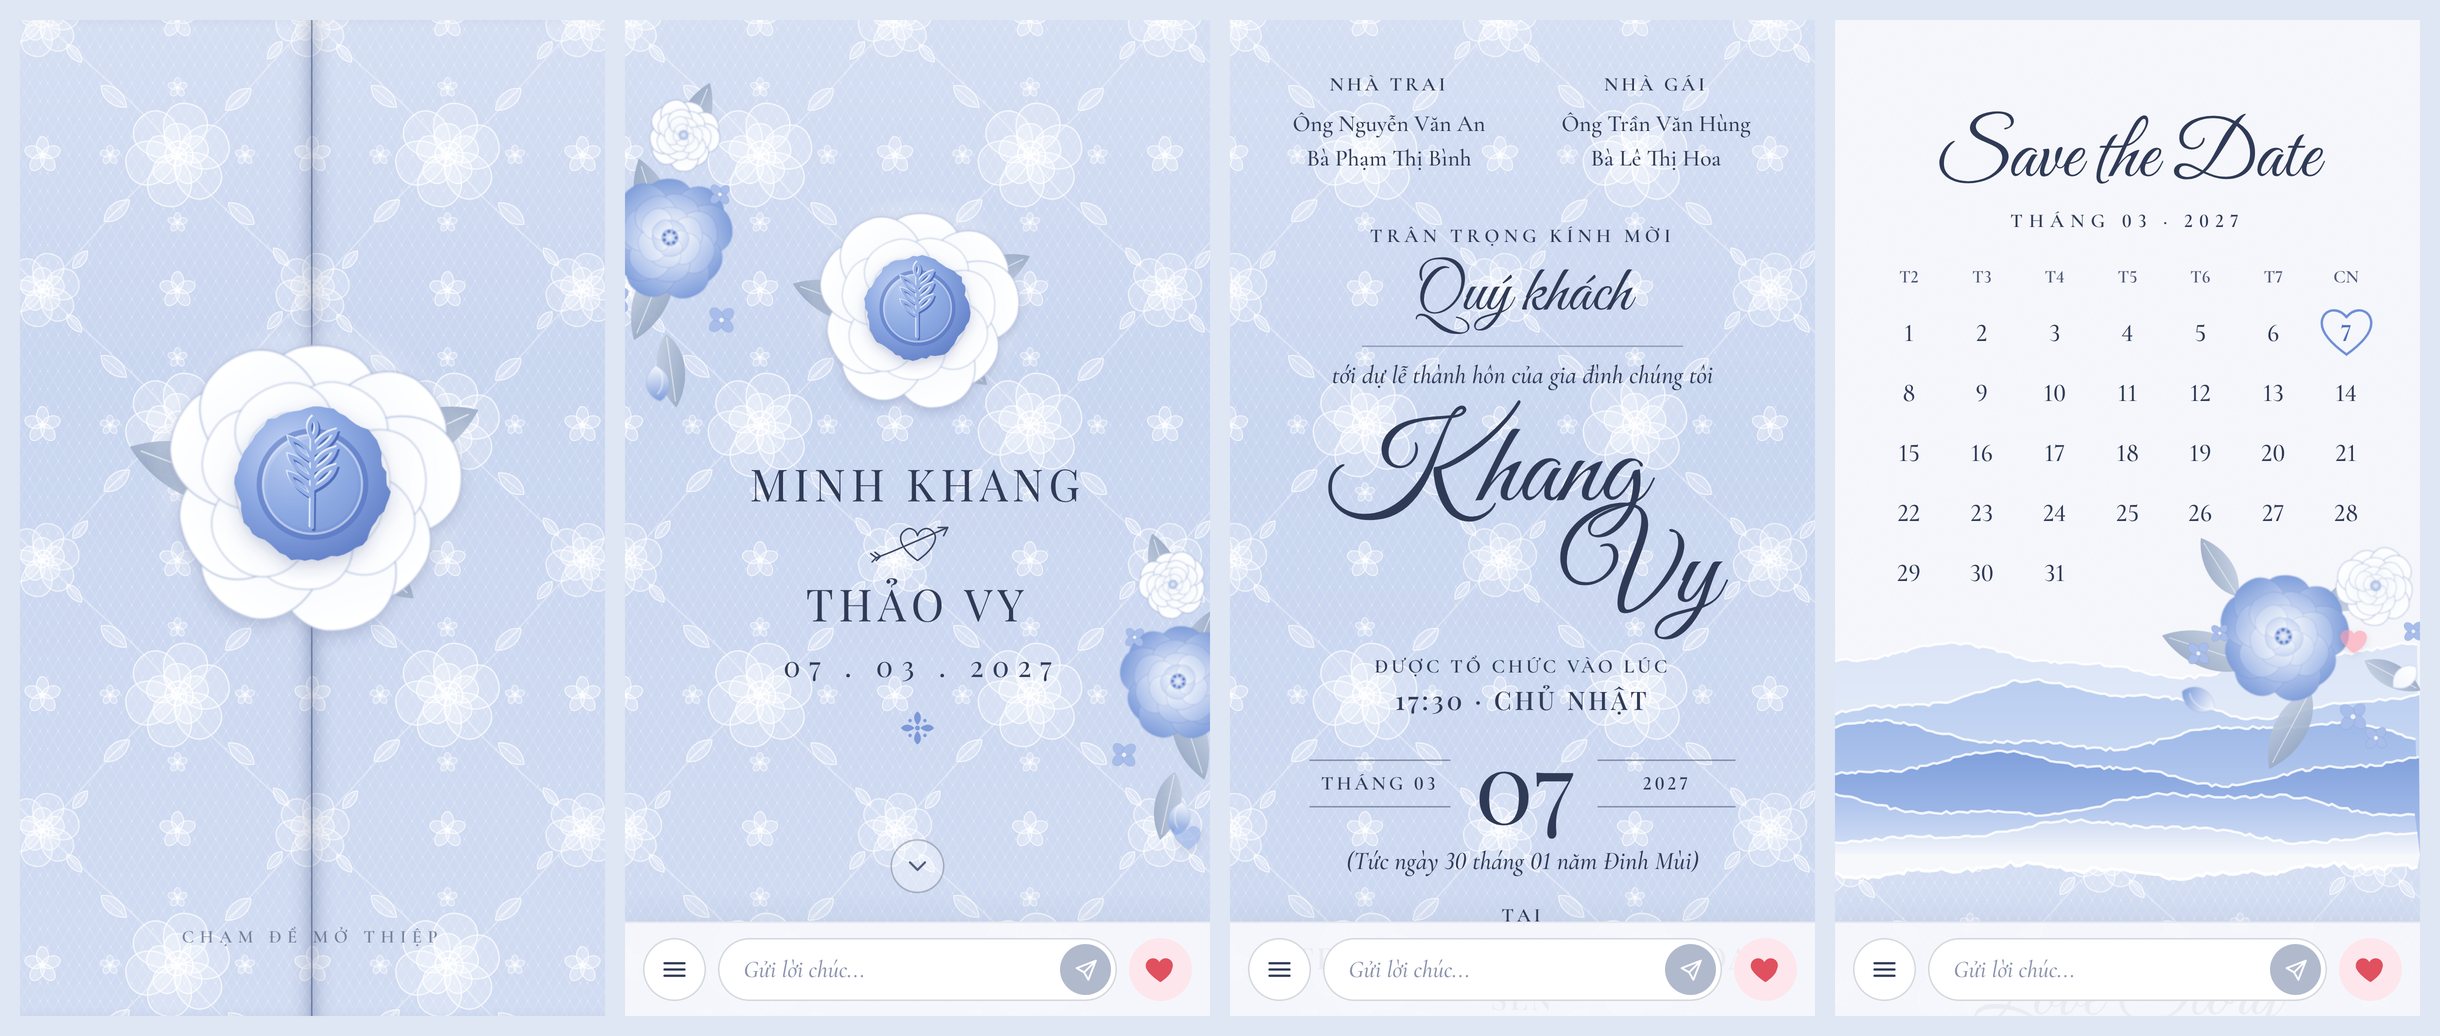 CHẠM ĐỂ MỞ THIỆP
MINH KHANG
THẢO VY
07 . 03 . 2027
Gửi lời chúc...
NHÀ TRAI
Ông Nguyễn Văn An
Bà Phạm Thị Bình
NHÀ GÁI
Ông Trần Văn Hùng
Bà Lê Thị Hoa
TRÂN TRỌNG KÍNH MỜI
Quý khách
tới dự lễ thành hôn của gia đình chúng tôi
Khang
Vy
ĐƯỢC TỔ CHỨC VÀO LÚC
17:30 · CHỦ NHẬT
THÁNG 03 07 2027
(Tức ngày 30 tháng 01 năm Đinh Mùi)
TẠI
SEN
Gửi lời chúc...
Save the Date
THÁNG 03 · 2027
T2 T3 T4 T5 T6 T7 CN
1 2 3 4 5 6 7
8 9 10 11 12 13 14
15 16 17 18 19 20 21
22 23 24 25 26 27 28
29 30 31
Gửi lời chúc...
Love Story